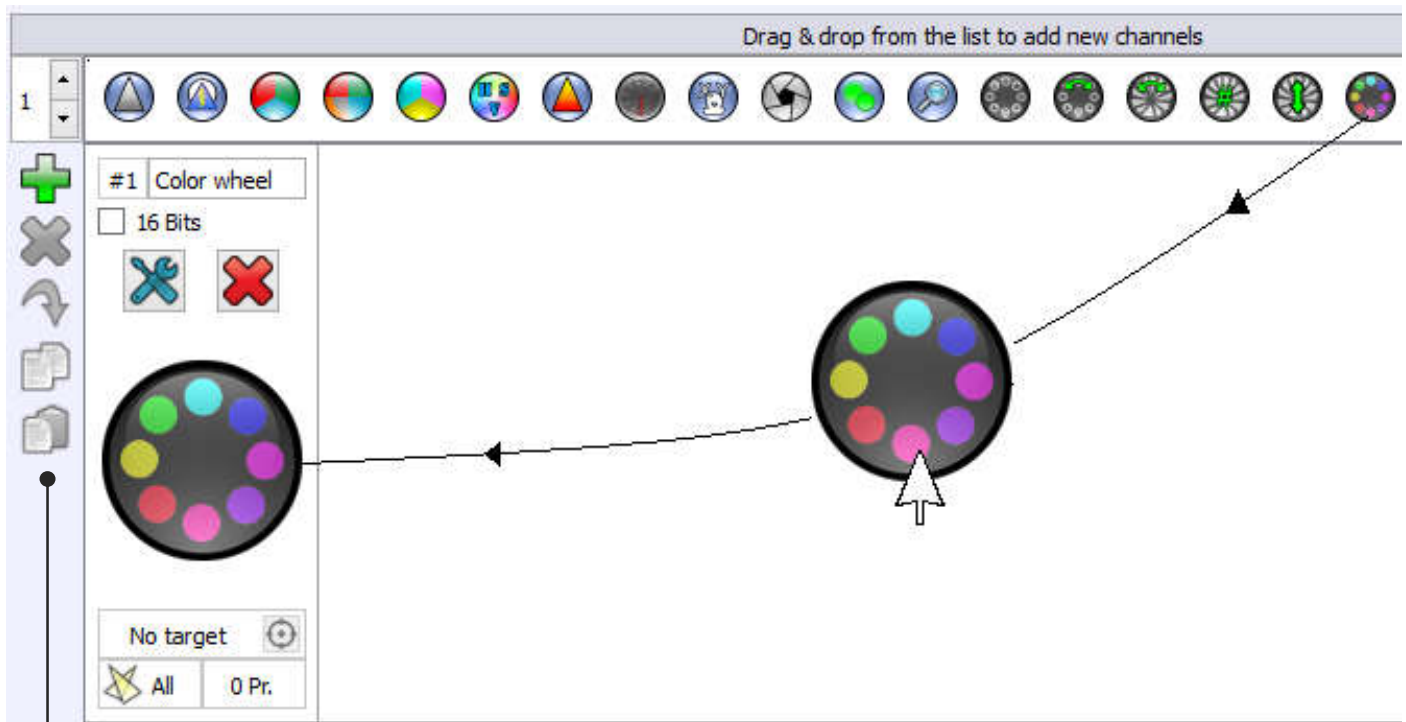 Drag & drop from the list to add new channels
1
H S
V
#
#1 Color wheel
16 Bits
No target
All 0 Pr.